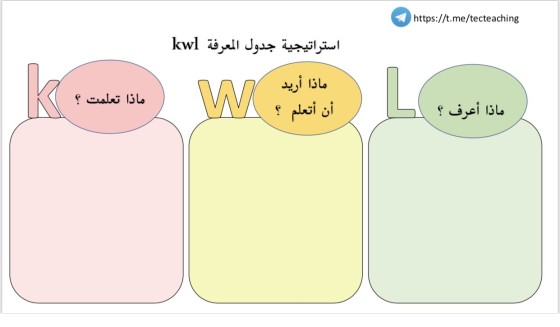 https://t.me/tecteaching
استراتيجية جدول المعرفة kwl
L
ماذا أعرف ؟
w
ماذا أريد
أن أتعلم ؟
k
ماذا تعلمت ؟